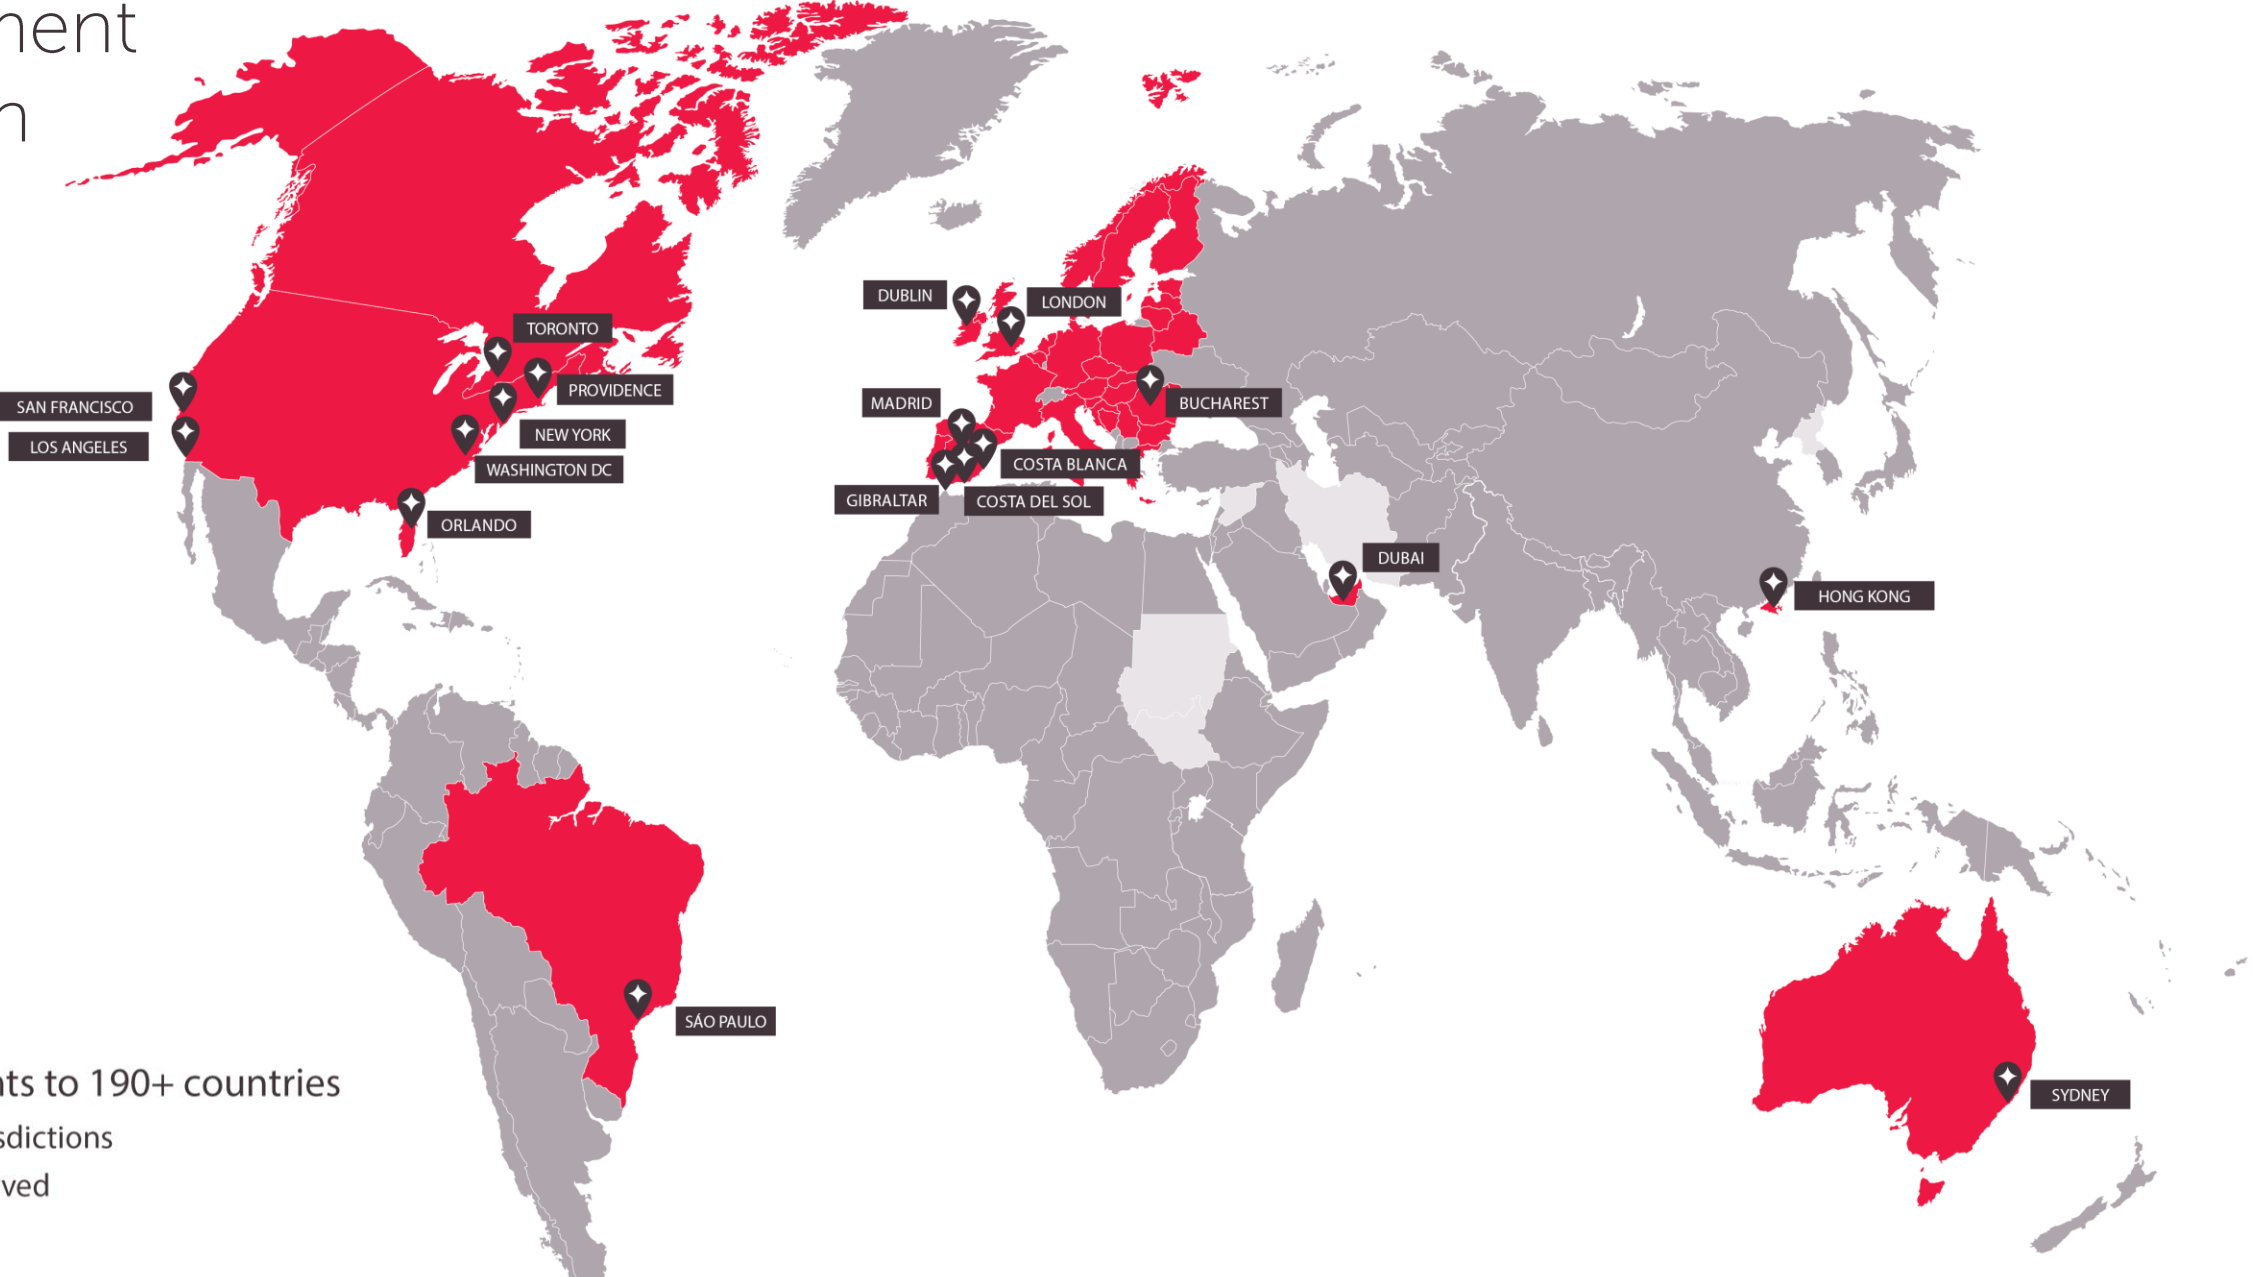 nent
n
DUBLIN
LONDON
TORONTO
PROVIDENCE
SAN FRANCISCO
MADRID
BUCHAREST
NEW YORK
LOS ANGELES
WASHINGTON DC
COSTA BLANCA
GIBRALTAR
COSTA DEL SOL
ORLANDO
DUBAI
HONG KONG
SÁO PAULO
nts to 190+ countries
sdictions
ved
SYDNEY